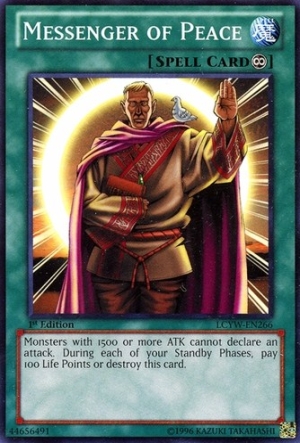 MESSENGER OF PEACE
魔
[SPELL CARD]
1st Edition
LCYW-EN266
Monsters with 1500 or more ATK cannot declare an
attack. During each of your Standby Phases, pay
100 Life Points or destroy this card.
44656491
©1996 KAZUKI TAKAHASHI